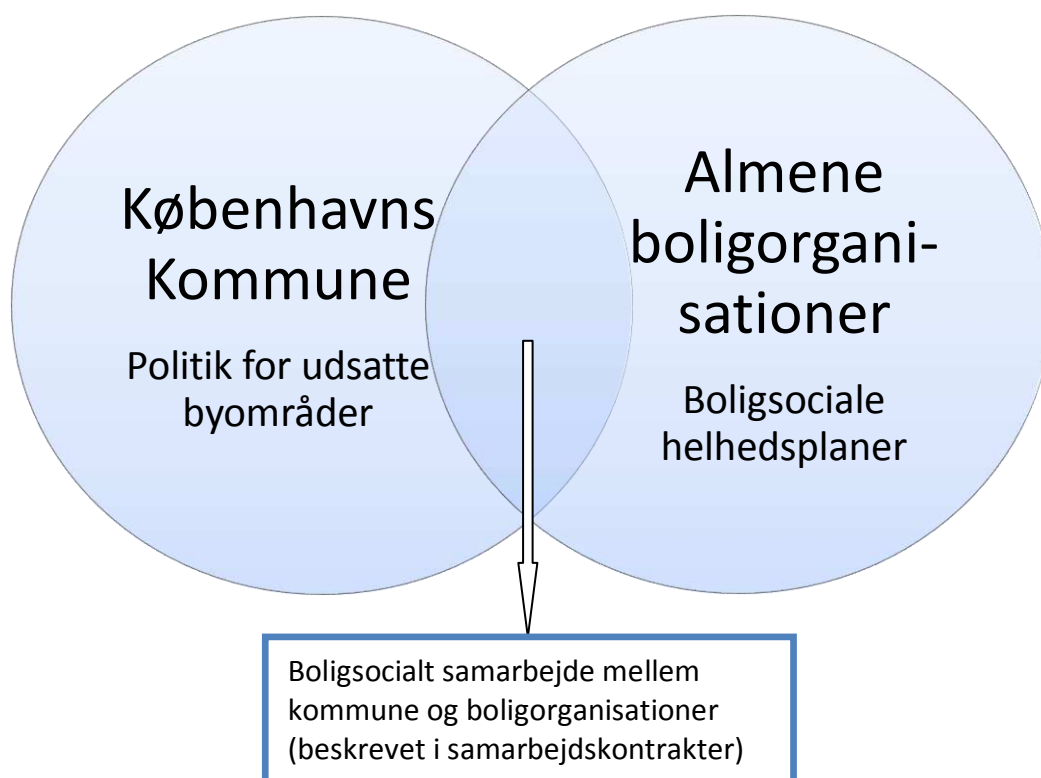 Københavns
Kommune
Politik for udsatte
byområder
Almene
boligorgani-
sationer
Boligsociale
helhedsplaner
Boligsocialt samarbejde mellem
kommune og boligorganisationer
(beskrevet i samarbejdskontrakter)